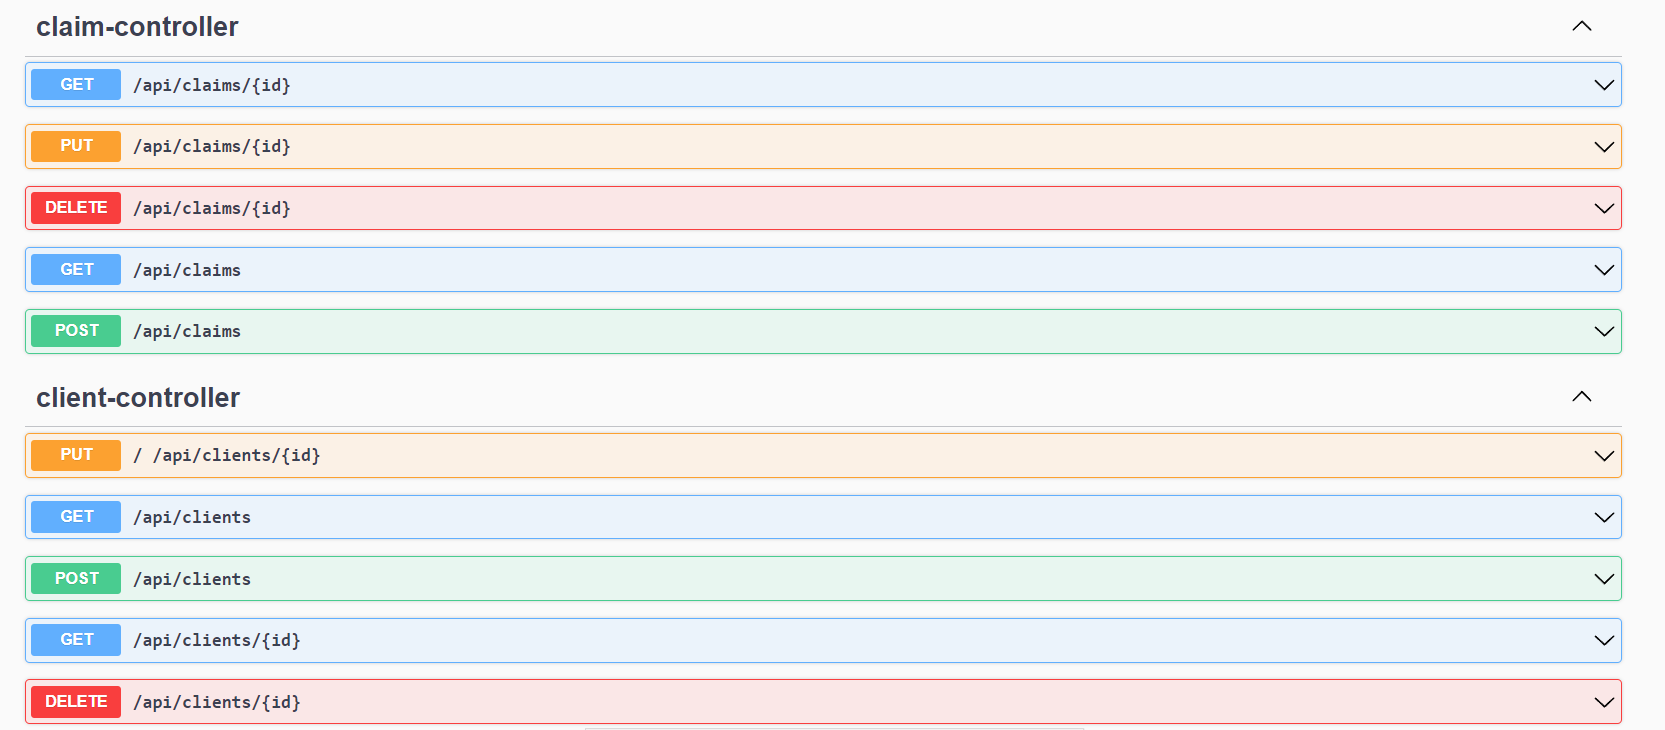 claim-controller
GET /api/claims/{id}
PUT /api/claims/{id}
DELETE /api/claims/{id}
GET /api/claims
POST /api/claims
client-controller
PUT / /api/clients/{id}
GET /api/clients
POST /api/clients
GET /api/clients/{id}
DELETE /api/clients/{id}